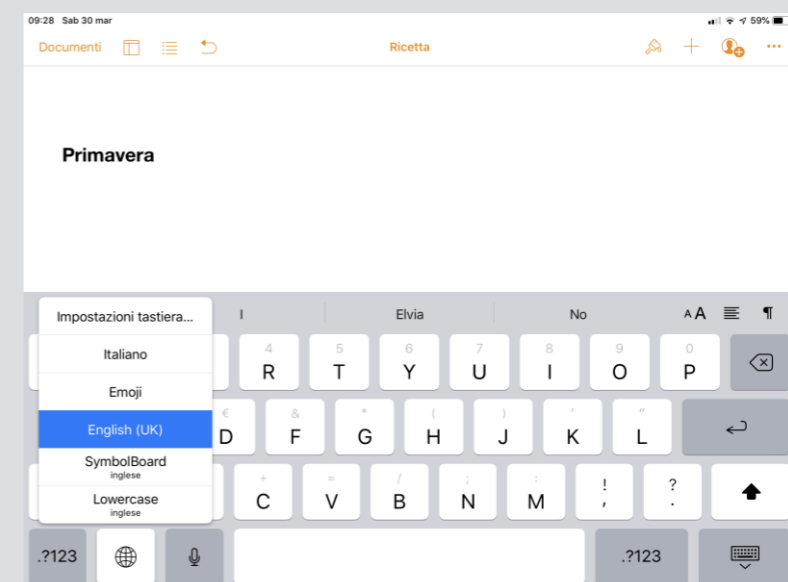 09:28 Sab 30 mar 59%
Documenti Ricetta ...
Primavera
I Elvia No A A ¶
Impostazioni tastiera...
Italiano
Emoji
English (UK)
SymbolBoard
inglese
Lowercase
inglese
4 5 6 7 8 9 0
R T Y U I O P
€ & * ( ) ' "
D F G H J K L
+ = / ; : ! ?
C V B N M , .
.?123 .?123